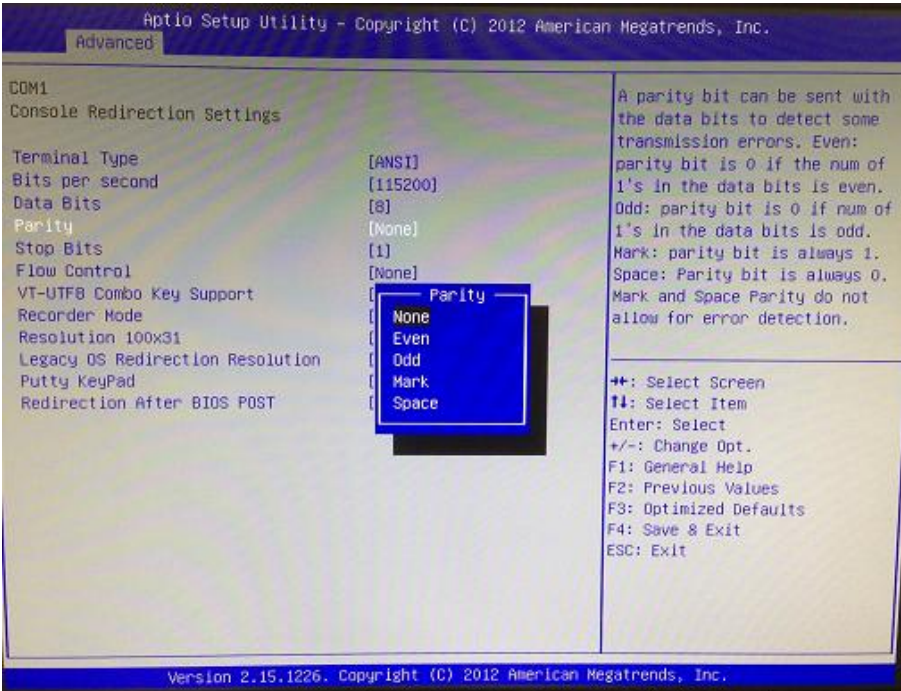 Aptio Setup Utility – Copyright (C) 2012 American Megatrends, Inc.
Advanced
COM1
Console Redirection Settings
Terminal Type [ANSI]
Bits per second [115200]
Data Bits [8]
Parity [None]
Stop Bits [1]
Flow Control [None]
VT-UTF8 Combo Key Support [
Recorder Mode [
Resolution 100x31 [
Legacy OS Redirection Resolution [
Putty KeyPad [
Redirection After BIOS POST [
Parity
None
Even
Odd
Mark
Space
A parity bit can be sent with
the data bits to detect some
transmission errors. Even:
parity bit is 0 if the num of
1's in the data bits is even.
Odd: parity bit is 0 if num of
1's in the data bits is odd.
Mark: parity bit is always 1.
Space: Parity bit is always 0.
Mark and Space Parity do not
allow for error detection.
→←: Select Screen
↑↓: Select Item
Enter: Select
+/-: Change Opt.
F1: General Help
F2: Previous Values
F3: Optimized Defaults
F4: Save & Exit
ESC: Exit
Version 2.15.1226. Copyright (C) 2012 American Megatrends, Inc.